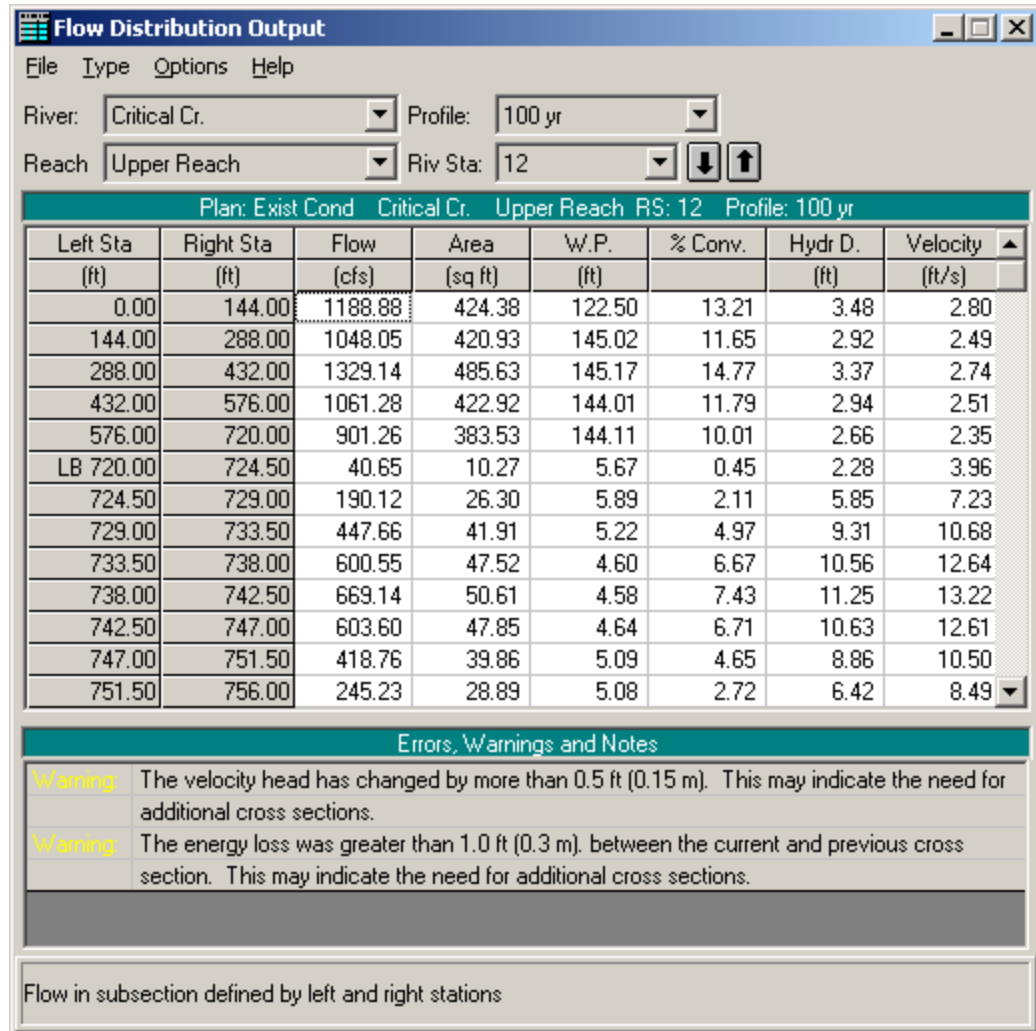 Flow Distribution Output
File Type Options Help
River: Critical Cr. Profile: 100 yr
Reach Upper Reach Riv Sta: 12
Plan: Exist Cond Critical Cr. Upper Reach RS: 12 Profile: 100 yr
Left Sta Right Sta Flow Area W.P. % Conv. Hydr D. Velocity
(ft) (ft) (cfs) (sq ft) (ft) (ft) (ft/s)
0.00 144.00 1188.88 424.38 122.50 13.21 3.48 2.80
144.00 288.00 1048.05 420.93 145.02 11.65 2.92 2.49
288.00 432.00 1329.14 485.63 145.17 14.77 3.37 2.74
432.00 576.00 1061.28 422.92 144.01 11.79 2.94 2.51
576.00 720.00 901.26 383.53 144.11 10.01 2.66 2.35
LB 720.00 724.50 40.65 10.27 5.67 0.45 2.28 3.96
724.50 729.00 190.12 26.30 5.89 2.11 5.85 7.23
729.00 733.50 447.66 41.91 5.22 4.97 9.31 10.68
733.50 738.00 600.55 47.52 4.60 6.67 10.56 12.64
738.00 742.50 669.14 50.61 4.58 7.43 11.25 13.22
742.50 747.00 603.60 47.85 4.64 6.71 10.63 12.61
747.00 751.50 418.76 39.86 5.09 4.65 8.86 10.50
751.50 756.00 245.23 28.89 5.08 2.72 6.42 8.49
Errors, Warnings and Notes
Warning: The velocity head has changed by more than 0.5 ft (0.15 m). This may indicate the need for
additional cross sections.
Warning: The energy loss was greater than 1.0 ft (0.3 m). between the current and previous cross
section. This may indicate the need for additional cross sections.
Flow in subsection defined by left and right stations